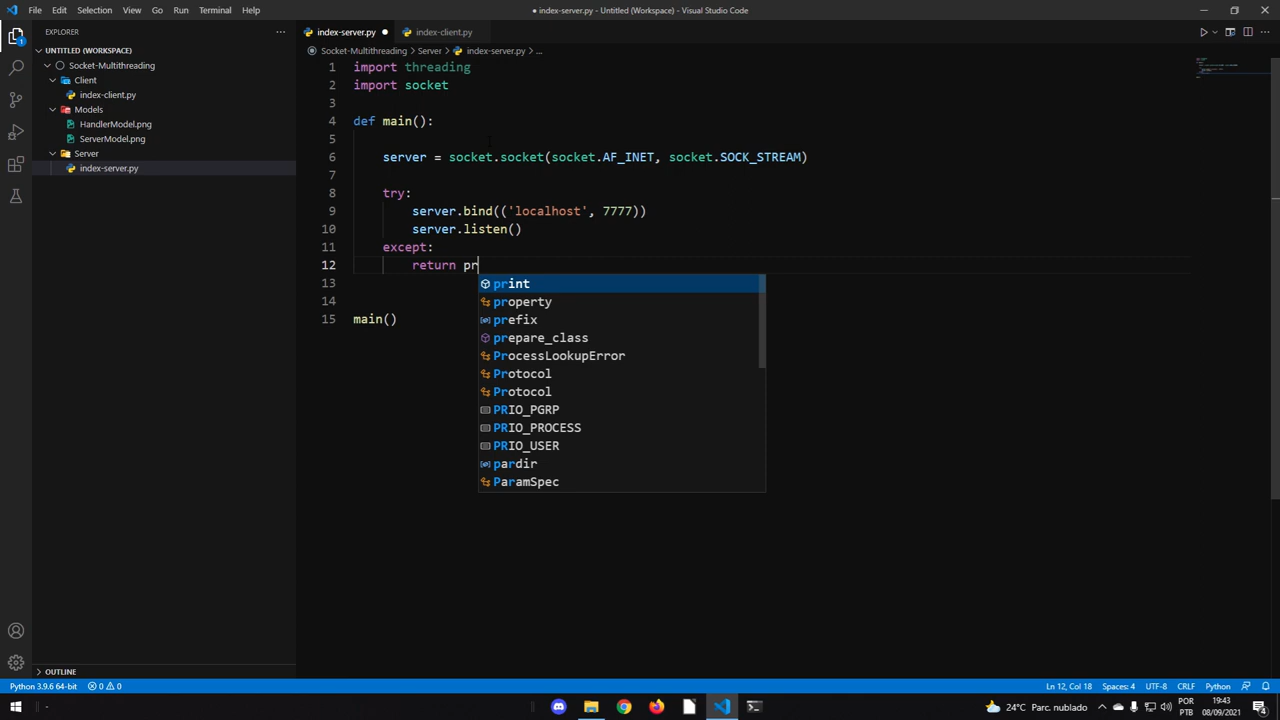 File Edit Selection View Go Run Terminal Help
● index-server.py - Untitled (Workspace) - Visual Studio Code
EXPLORER
UNTITLED (WORKSPACE)
Socket-Multithreading
Client
index-client.py
Models
HandlerModel.png
ServerModel.png
Server
index-server.py
OUTLINE
1
index-server.py ● index-client.py
Socket-Multithreading > Server > index-server.py > ...
1 import threading
2 import socket
3
4 def main():
5
6 server = socket.socket(socket.AF_INET, socket.SOCK_STREAM)
7
8 try:
9 server.bind(('localhost', 7777))
10 server.listen()
11 except:
12 return pr
13
14
15 main()
print
property
prefix
prepare_class
ProcessLookupError
Protocol
Protocol
PRIO_PGRP
PRIO_PROCESS
PRIO_USER
pardir
ParamSpec
Python 3.9.6 64-bit 0 0 Ln 12, Col 18 Spaces: 4 UTF-8 CRLF Python
24°C Parc. nublado POR 19:43
PTB 08/09/2021 4